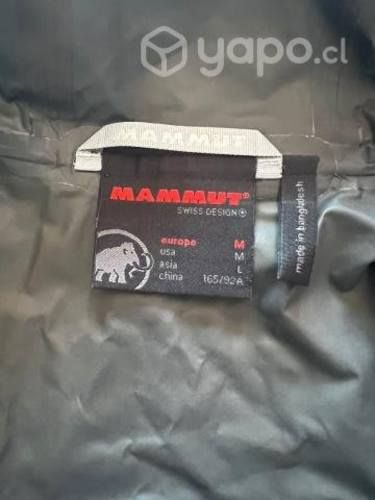 yapo.cl
MAMMUT
MAMMUT
SWISS DESIGN
europe M
usa M
asia L
china 165/92A
made in bangladesh